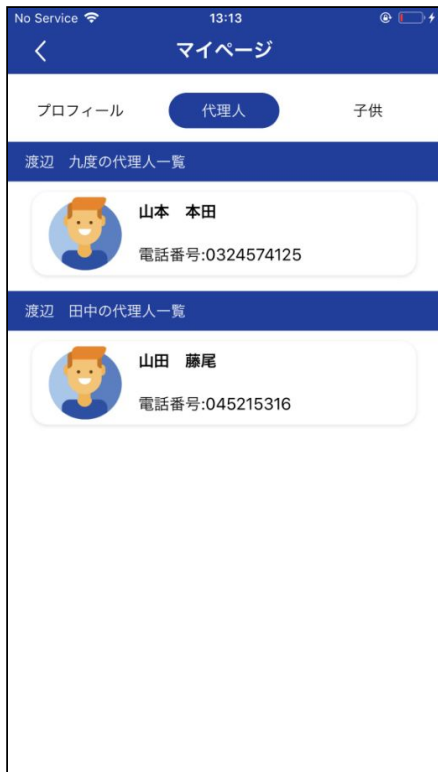 No Service 13:13
マイページ
プロフィール 代理人 子供
渡辺　九度の代理人一覧
山本　本田
電話番号:0324574125
渡辺　田中の代理人一覧
山田　藤尾
電話番号:045215316